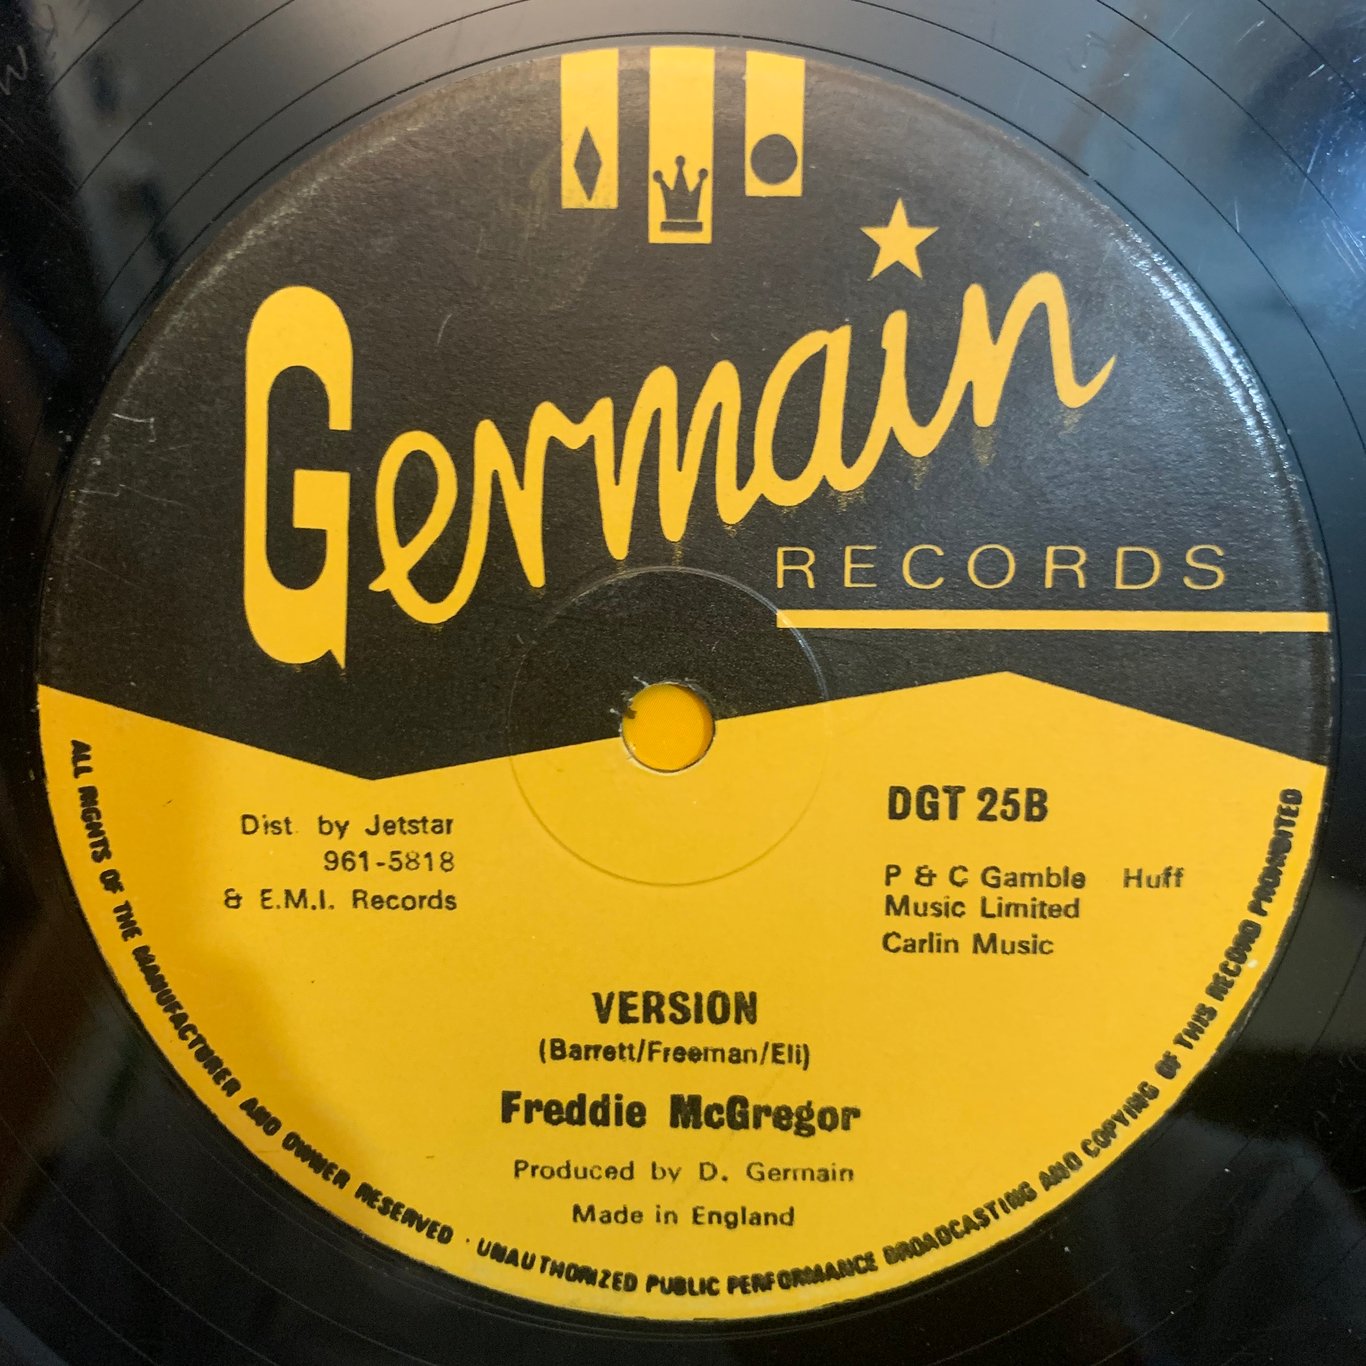 Germain
RECORDS
DGT 25B
Dist. by Jetstar
961-5818
& E.M.I. Records
P & C Gamble Huff
Music Limited
Carlin Music
VERSION
(Barrett/Freeman/Eli)
Freddie McGregor
Produced by D. Germain
Made in England
ALL RIGHTS OF THE MANUFACTURER AND OWNER RESERVED · UNAUTHORIZED PUBLIC PERFORMANCE BROADCASTING AND COPYING OF THIS RECORD PROHIBITED